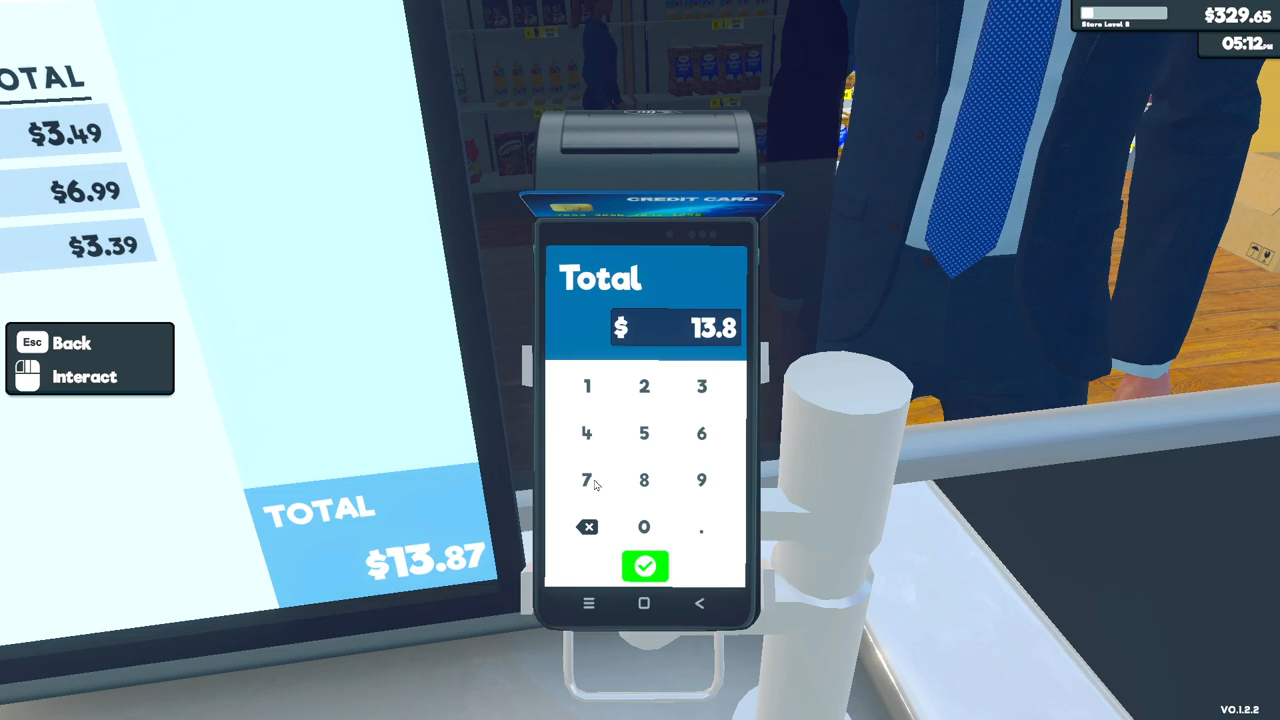 OTAL
$3.49
$6.99
$3.39
Esc Back
Interact
TOTAL
$13.87
CREDIT CARD
Total
$ 13.8
1 2 3
4 5 6
7 8 9
0 .
Store Level 8
$329.65
05:12PM
V0.1.2.2